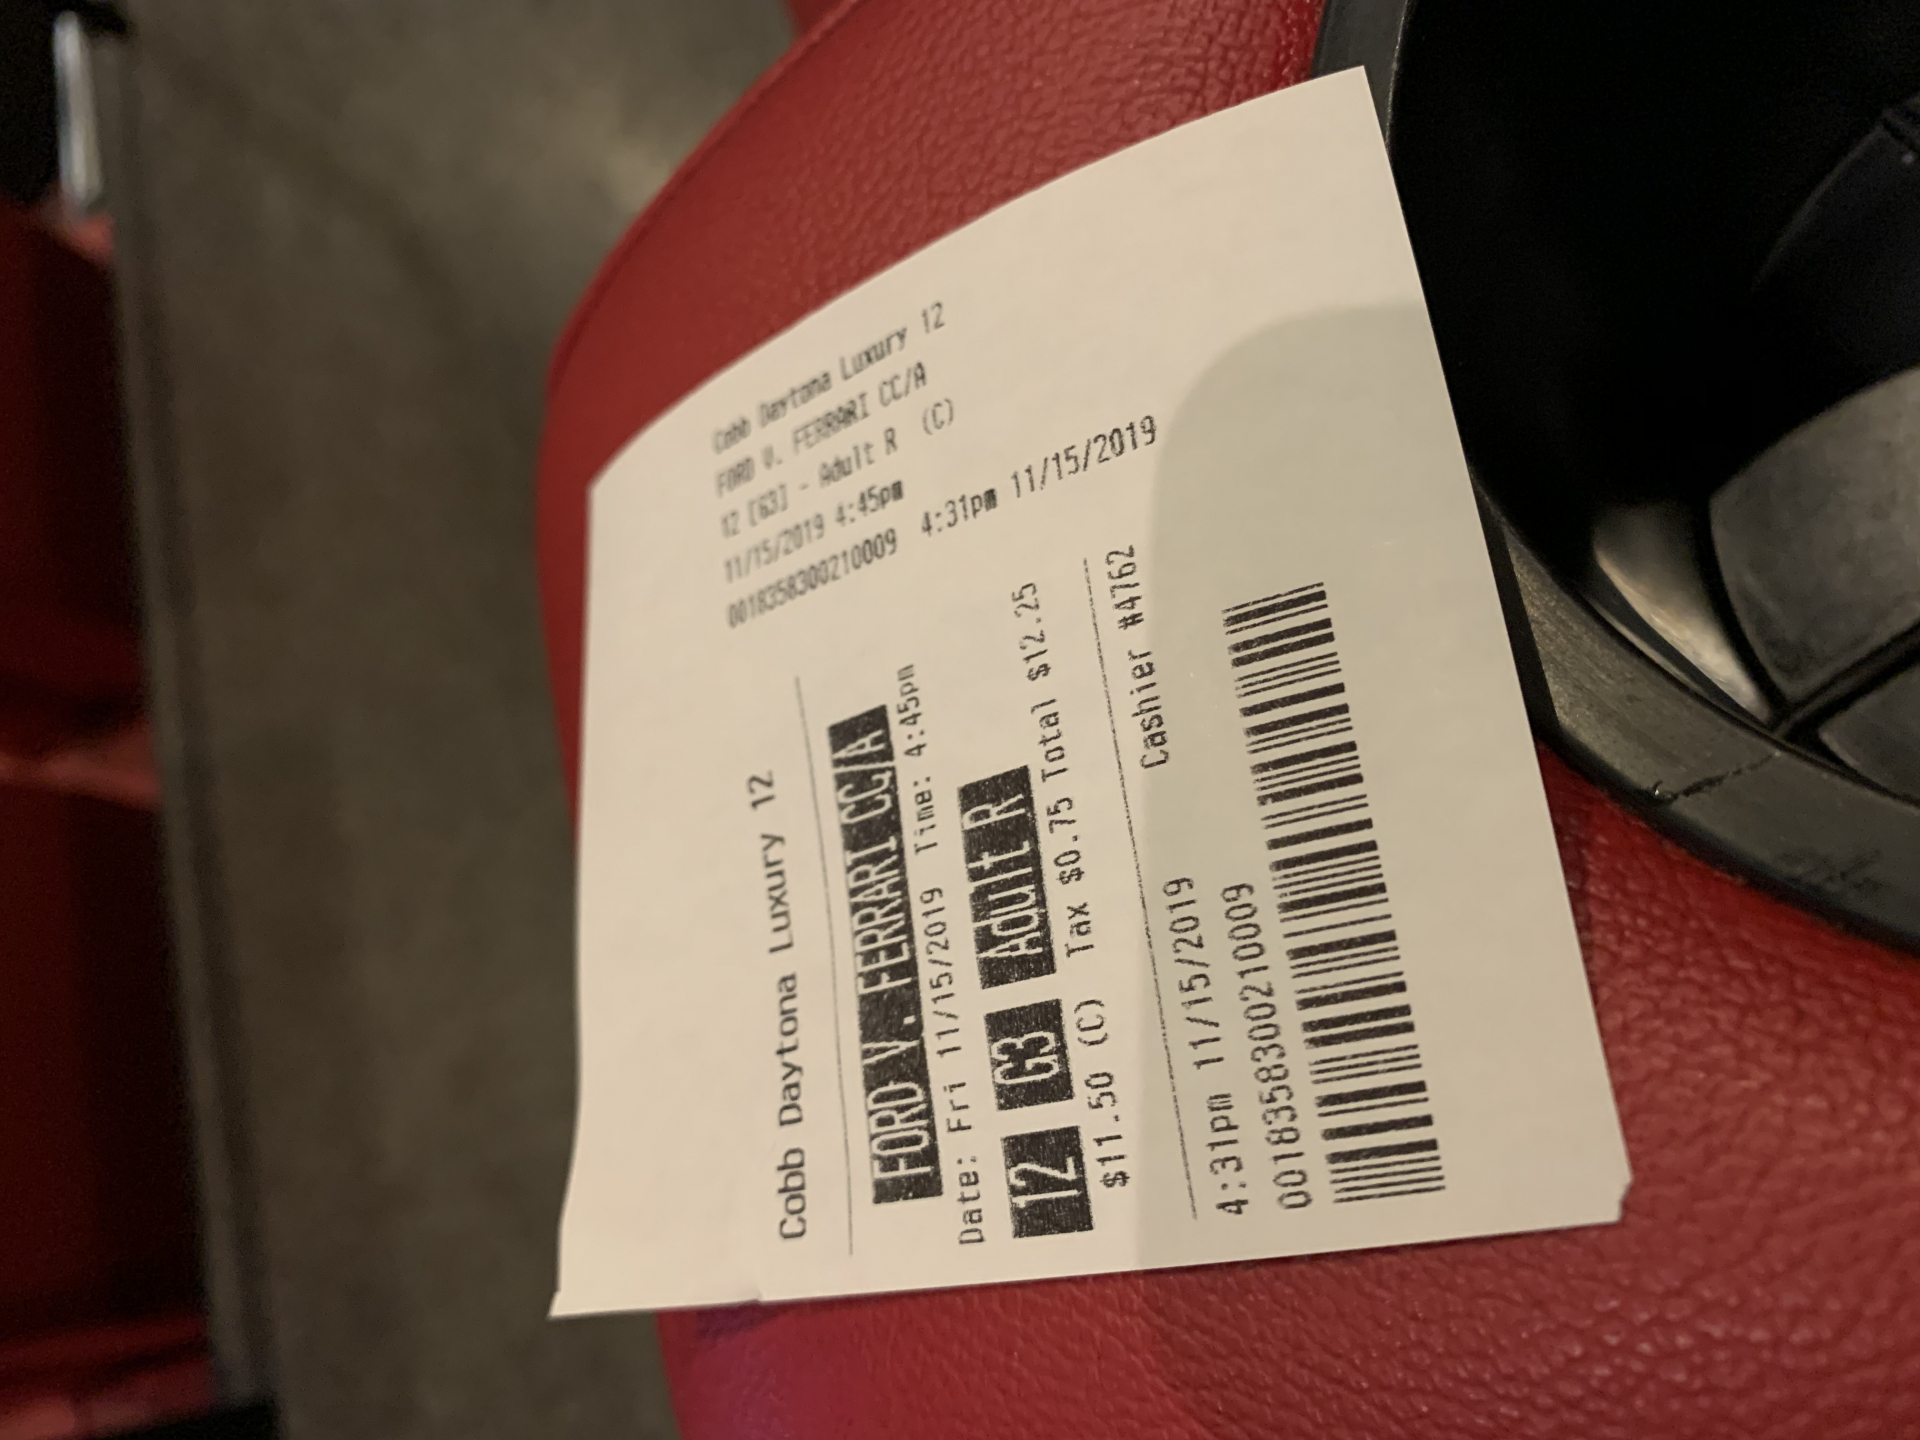 Cobb Daytona Luxury 12
FORD V. FERRARI CC/A
12 [G3] - Adult R (C)
11/15/2019 4:45pm
0018358300210009 4:31pm 11/15/2019
Cobb Daytona Luxury 12
FORD V. FERRARI CC/A
Date: Fri 11/15/2019 Time: 4:45pm
12 G3 Adult R
$11.50 (C) Tax $0.75 Total $12.25
Cashier #4762
4:31pm 11/15/2019
0018358300210009